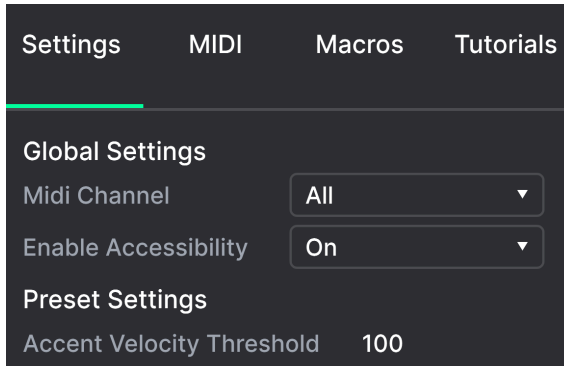 Settings MIDI Macros Tutorials
Global Settings
Midi Channel All
Enable Accessibility On
Preset Settings
Accent Velocity Threshold 100